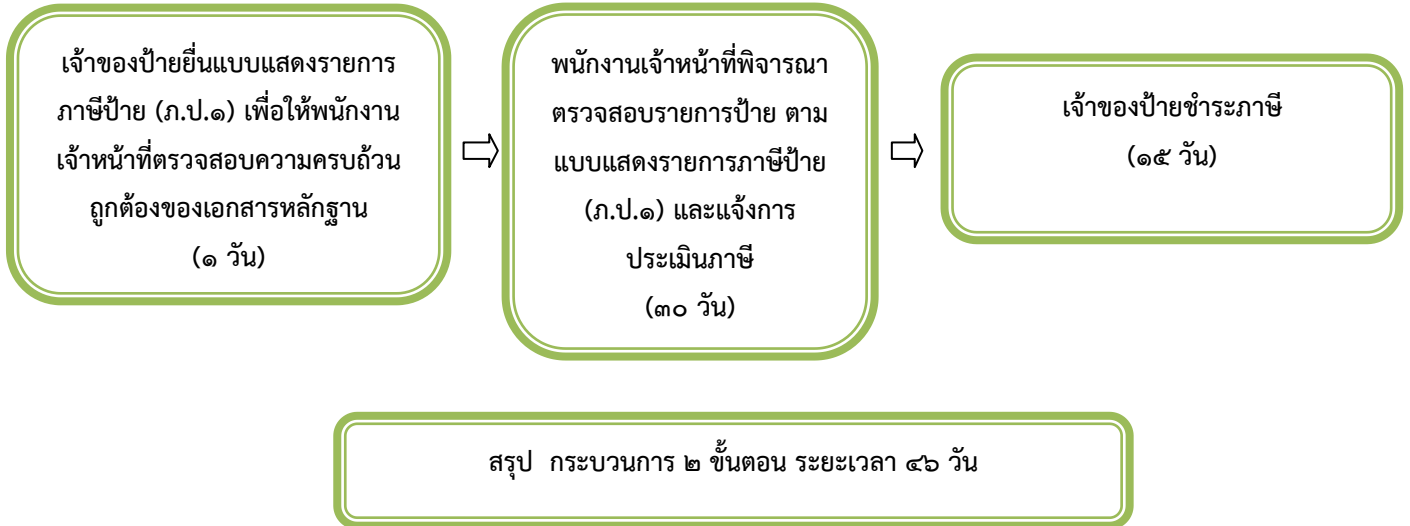 เจ้าของป้ายยื่นแบบแสดงรายการ
ภาษีป้าย (ภ.ป.๑) เพื่อให้พนักงาน
เจ้าหน้าที่ตรวจสอบความครบถ้วน
ถูกต้องของเอกสารหลักฐาน
(๑ วัน)
พนักงานเจ้าหน้าที่พิจารณา
ตรวจสอบรายการป้าย ตาม
แบบแสดงรายการภาษีป้าย
(ภ.ป.๑) และแจ้งการ
ประเมินภาษี
(๓๐ วัน)
เจ้าของป้ายชำระภาษี
(๑๕ วัน)
สรุป กระบวนการ ๒ ขั้นตอน ระยะเวลา ๔๖ วัน